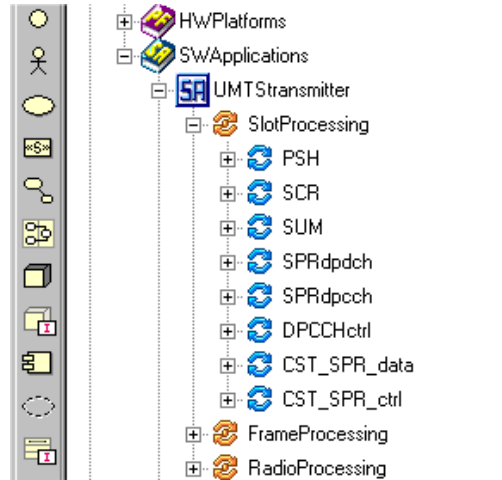 HWPlatforms
SWApplications
UMTStransmitter
SlotProcessing
PSH
SCR
SUM
SPRdpdch
SPRdpcch
DPCCHctrl
CST_SPR_data
CST_SPR_ctrl
FrameProcessing
RadioProcessing